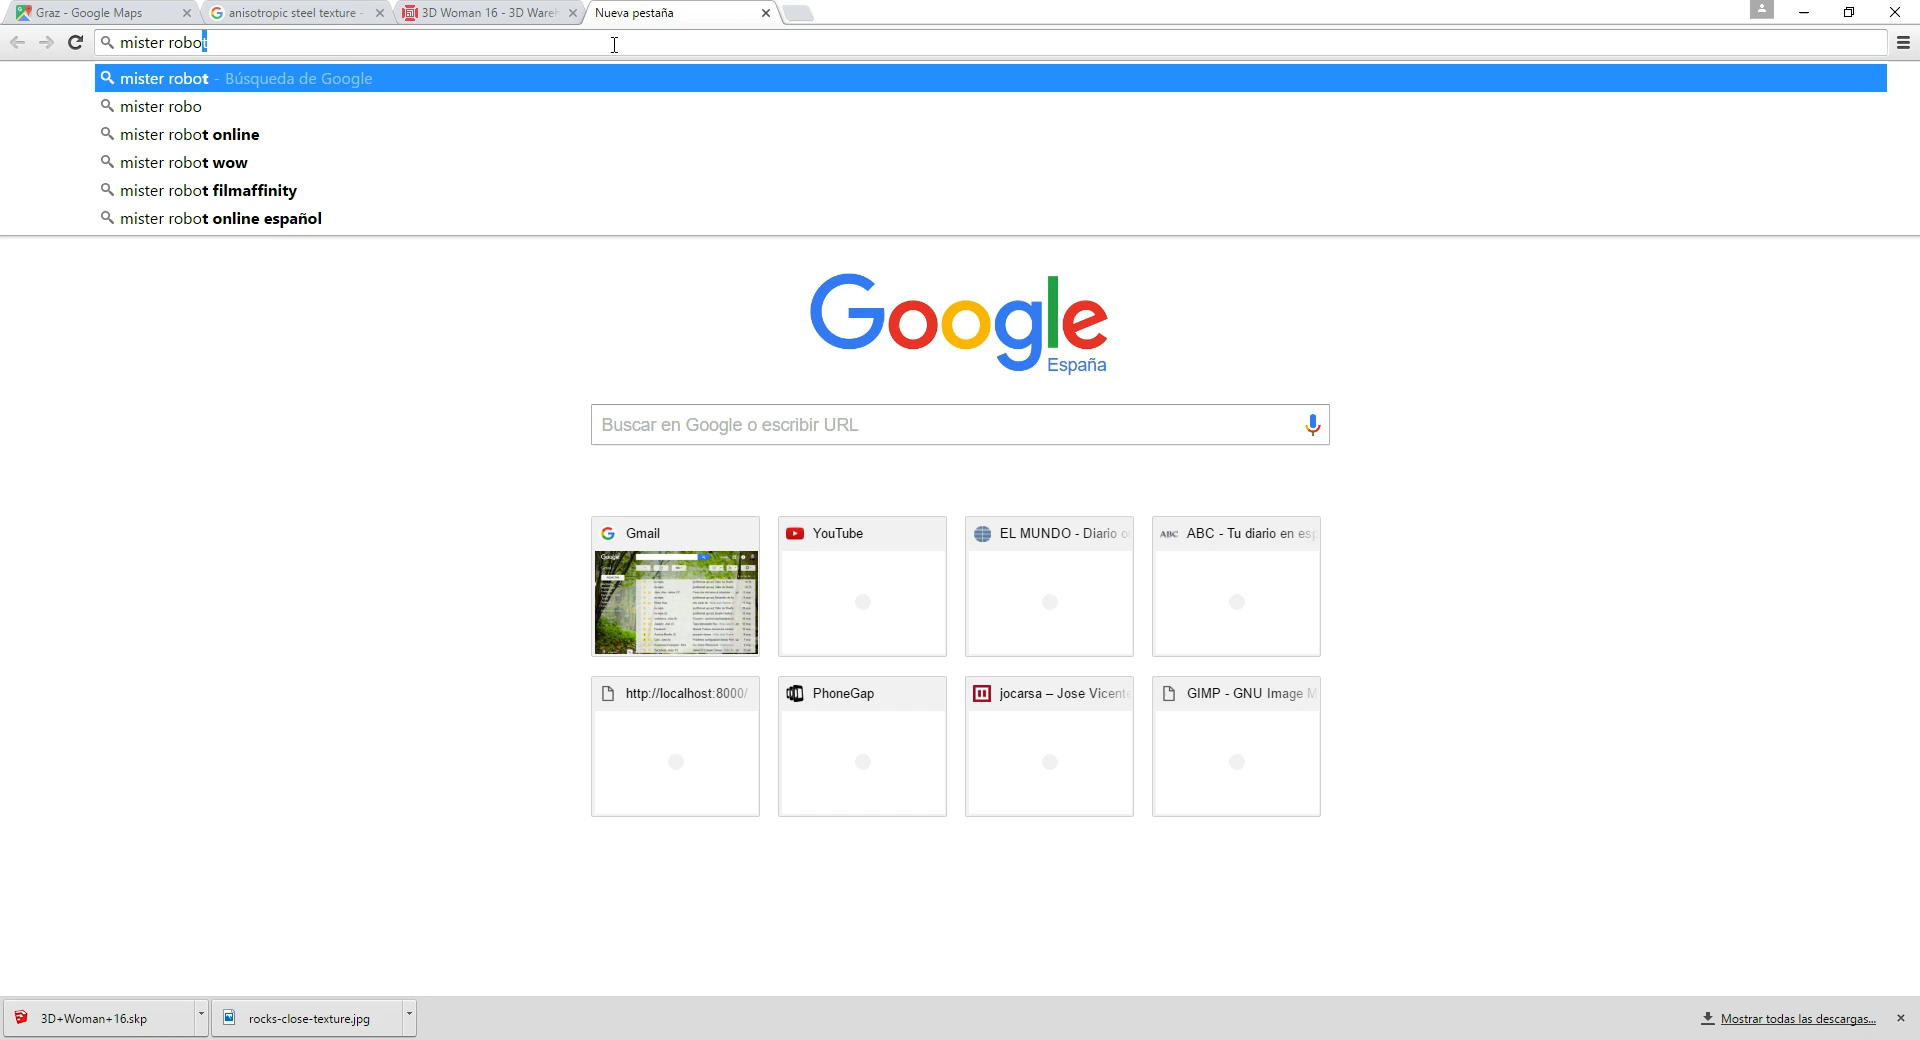 Graz - Google Maps
anisotropic steel texture -
3D Woman 16 - 3D Wareh
Nueva pestaña
mister robot
mister robot - Búsqueda de Google
mister robo
mister robot online
mister robot wow
mister robot filmaffinity
mister robot online español
Google
España
Buscar en Google o escribir URL
Gmail
YouTube
EL MUNDO - Diario o
ABC ABC - Tu diario en esp
http://localhost:8000/
PhoneGap
jocarsa – Jose Vicent
GIMP - GNU Image M
3D+Woman+16.skp
rocks-close-texture.jpg
Mostrar todas las descargas...